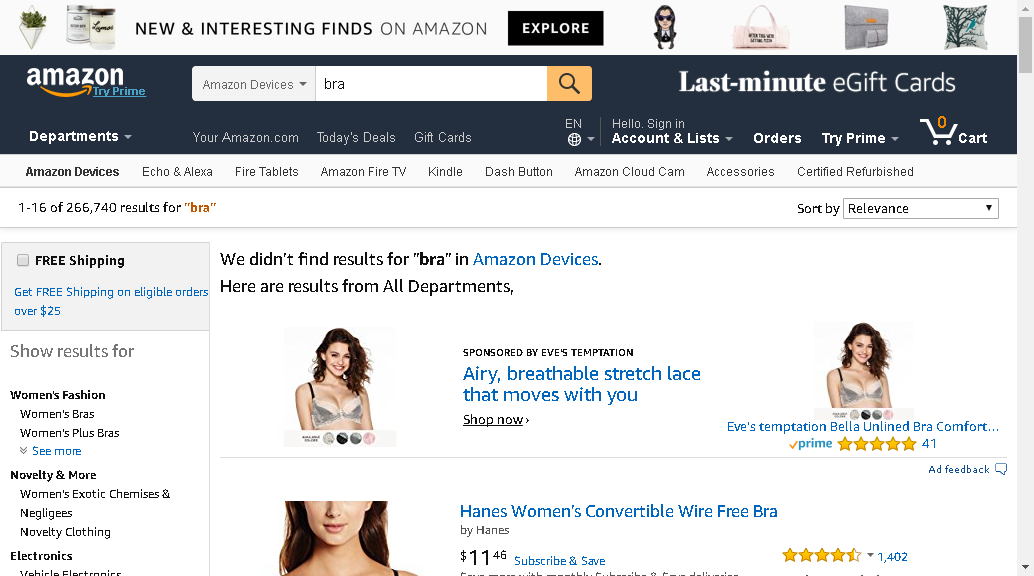 NEW & INTERESTING FINDS ON AMAZON EXPLORE
amazon
Try Prime
Amazon Devices
bra
Last-minute eGift Cards
Departments
Your Amazon.com
Today's Deals
Gift Cards
EN
Hello. Sign in
Account & Lists
Orders
Try Prime
0
Cart
Amazon Devices
Echo & Alexa
Fire Tablets
Amazon Fire TV
Kindle
Dash Button
Amazon Cloud Cam
Accessories
Certified Refurbished
1-16 of 266,740 results for "bra"
Sort by Relevance
FREE Shipping
Get FREE Shipping on eligible orders
over $25
Show results for
Women's Fashion
Women's Bras
Women's Plus Bras
See more
Novelty & More
Women's Exotic Chemises &
Negligees
Novelty Clothing
Electronics
Vehicle Electronics
We didn't find results for "bra" in Amazon Devices.
Here are results from All Departments,
SPONSORED BY EVE'S TEMPTATION
Airy, breathable stretch lace
that moves with you
Shop now ›
Eve's temptation Bella Unlined Bra Comfort...
prime
41
Ad feedback
Hanes Women's Convertible Wire Free Bra
by Hanes
$11 46 Subscribe & Save
Save more with monthly Subscribe & Save deliveries
1,402